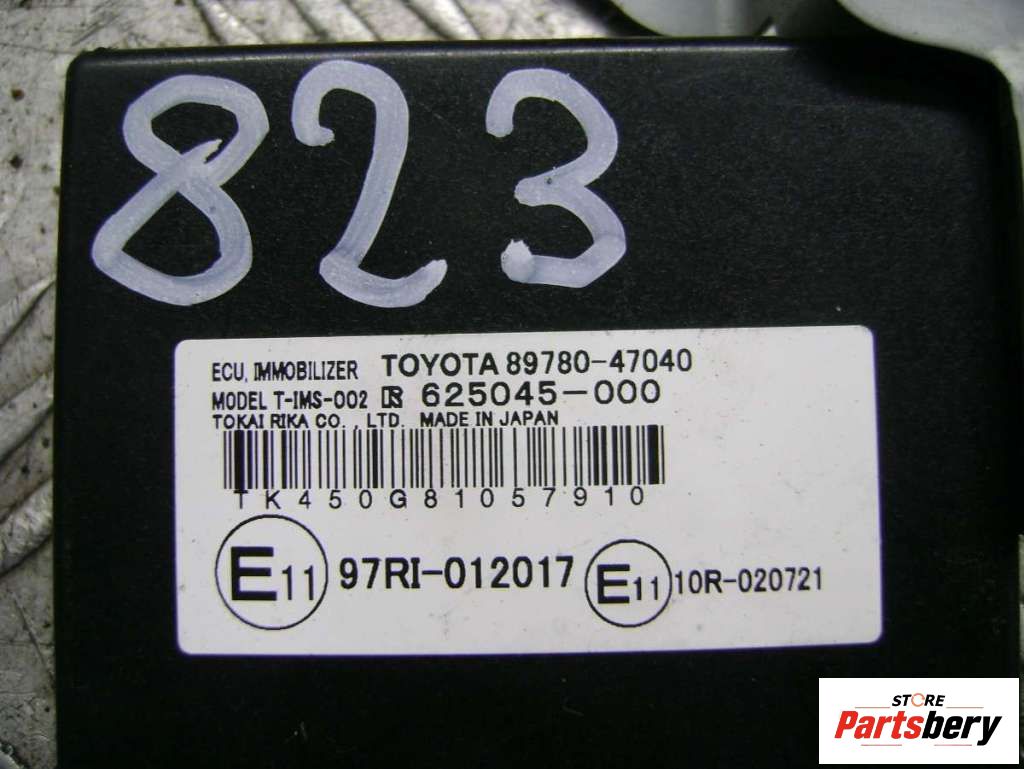 823
ECU, IMMOBILIZER TOYOTA 89780-47040
MODEL T-IMS-002 R 625045-000
TOKAI RIKA CO., LTD. MADE IN JAPAN
TK450G81057910
E11 97RI-012017 E11 10R-020721
STORE
Partsbery